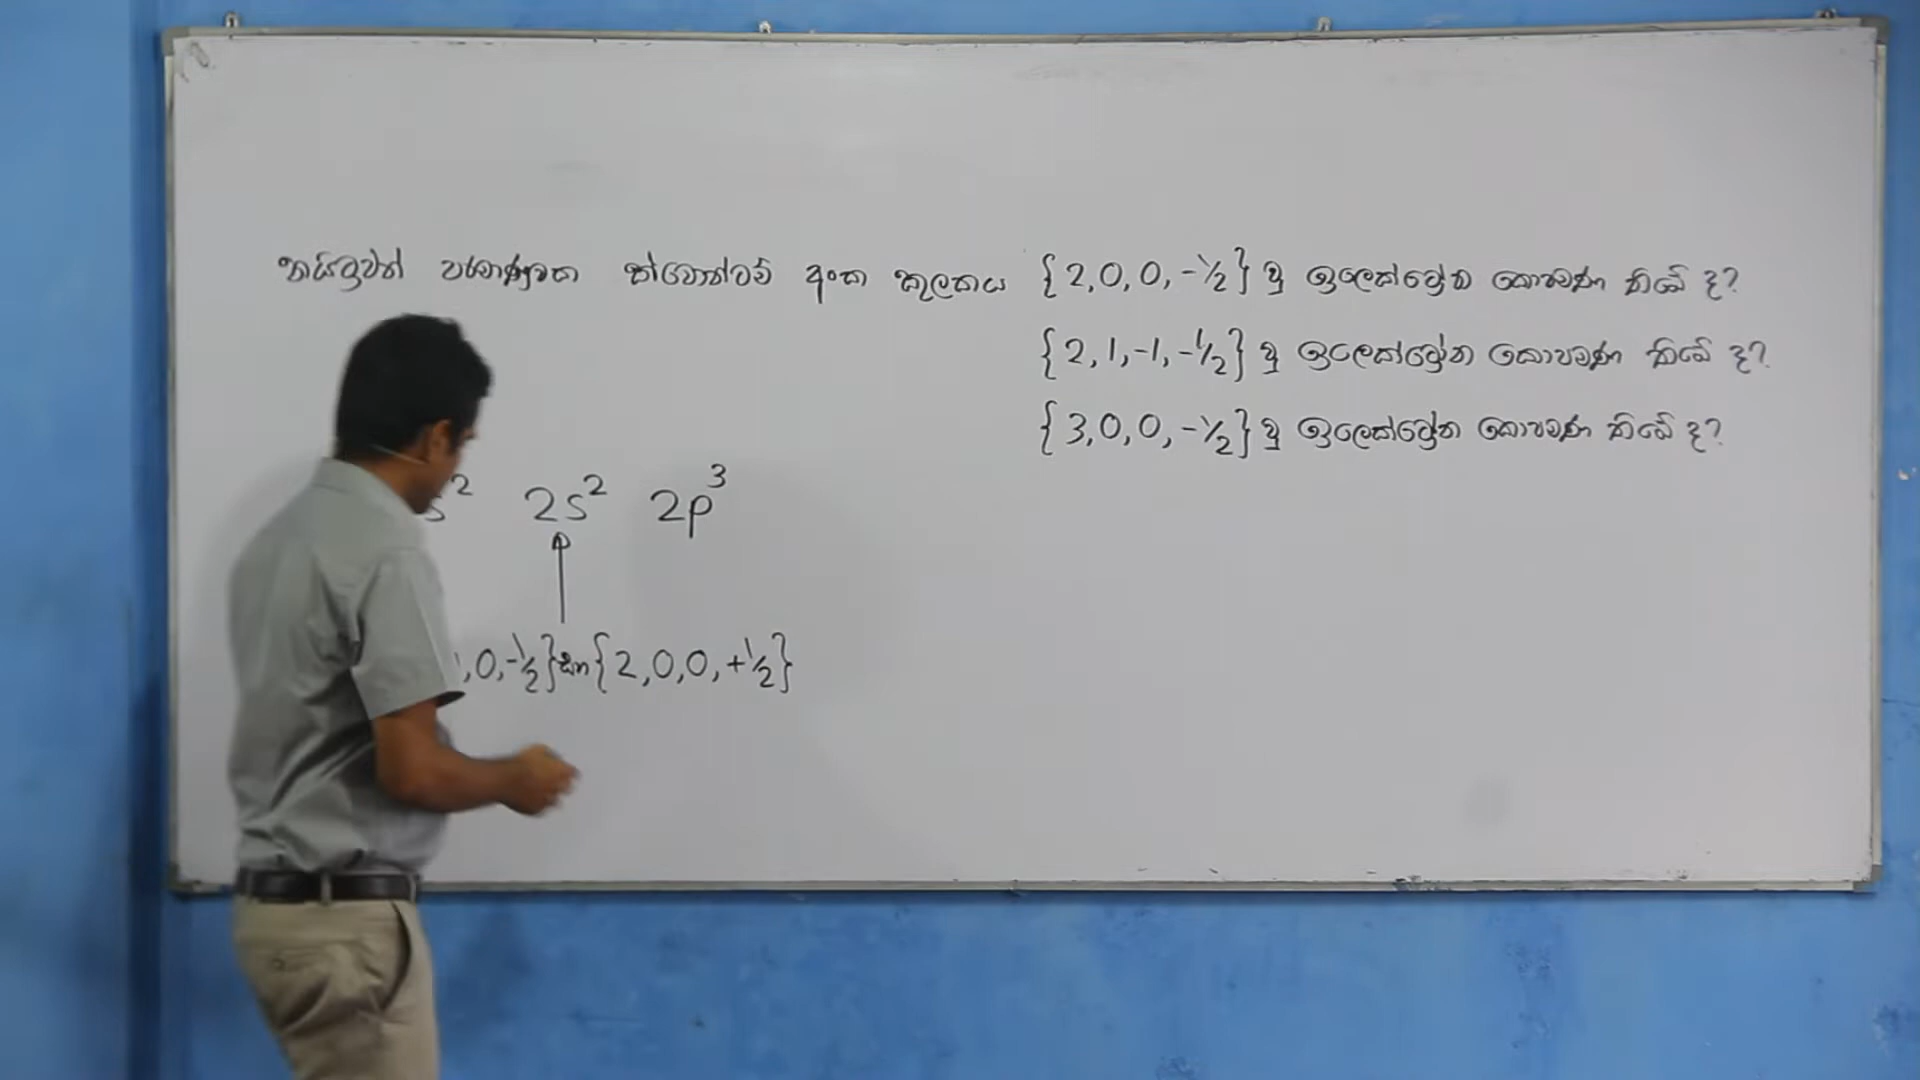 නයිට්‍රජන් පරමාණුවක ක්වොන්ටම් අංක කුලකය {2, 0, 0, -1/2} වූ ඉලෙක්ට්‍රෝන කොපමණ තිබේ ද?
{2, 1, -1, -1/2} වූ ඉලෙක්ට්‍රෝන කොපමණ තිබේ ද?
{3, 0, 0, -1/2} වූ ඉලෙක්ට්‍රෝන කොපමණ තිබේ ද?
s² 2s² 2p³
, 0, -1/2} සහ {2, 0, 0, +1/2}